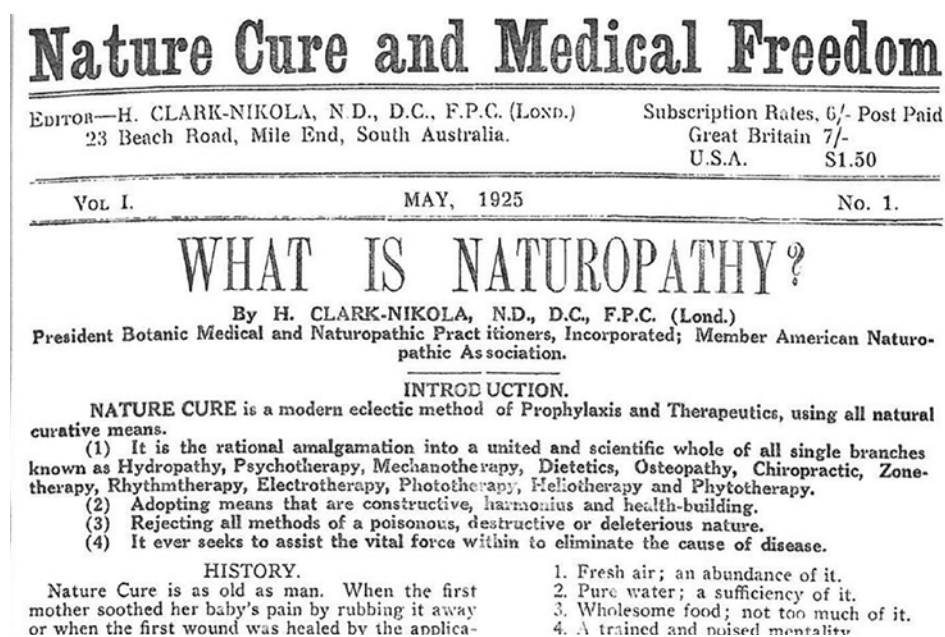 Nature Cure and Medical Freedom
EDITOR—H. CLARK-NIKOLA, N.D., D.C., F.P.C. (LOND.)
23 Beach Road, Mile End, South Australia.
Subscription Rates, 6/- Post Paid
Great Britain 7/-
U.S.A. $1.50
VOL I. MAY, 1925 No. 1.
WHAT IS NATUROPATHY?
By H. CLARK-NIKOLA, N.D., D.C., F.P.C. (Lond.)
President Botanic Medical and Naturopathic Pract itioners, Incorporated; Member American Naturo-
pathic As sociation.
INTROD UCTION.
NATURE CURE is a modern eclectic method of Prophylaxis and Therapeutics, using all natural
curative means.
(1) It is the rational amalgamation into a united and scientific whole of all single branches
known as Hydropathy, Psychotherapy, Mechanotherapy, Dietetics, Osteopathy, Chiropractic, Zone-
therapy, Rhythmtherapy, Electrotherapy, Phototherapy, Heliotherapy and Phytotherapy.
(2) Adopting means that are constructive, harmonius and health-building.
(3) Rejecting all methods of a poisonous, destructive or deleterious nature.
(4) It ever seeks to assist the vital force within to eliminate the cause of disease.
HISTORY.
Nature Cure is as old as man. When the first
mother soothed her baby's pain by rubbing it away
or when the first wound was healed by the applica-
1. Fresh air; an abundance of it.
2. Pure water; a sufficiency of it.
3. Wholesome food; not too much of it.
4. A trained and poised mentality